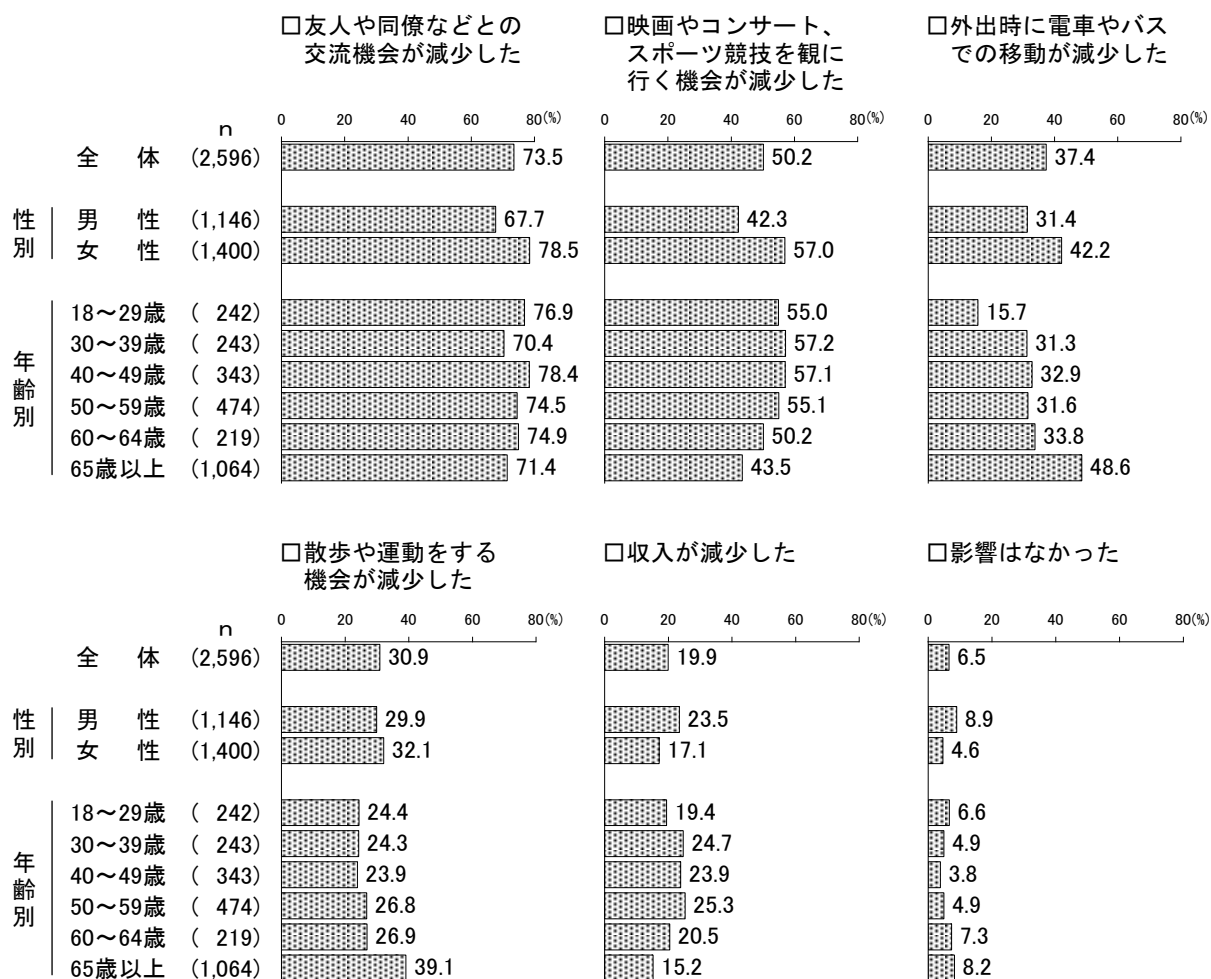 □友人や同僚などとの
交流機会が減少した
□映画やコンサート、
スポーツ競技を観に
行く機会が減少した
□外出時に電車やバス
での移動が減少した
n
0 20 40 60 80(%)
0 20 40 60 80(%)
0 20 40 60 80(%)
全 体 (2,596) 73.5 50.2 37.4
性別
男 性 (1,146) 67.7 42.3 31.4
女 性 (1,400) 78.5 57.0 42.2
年齢別
18〜29歳 ( 242) 76.9 55.0 15.7
30〜39歳 ( 243) 70.4 57.2 31.3
40〜49歳 ( 343) 78.4 57.1 32.9
50〜59歳 ( 474) 74.5 55.1 31.6
60〜64歳 ( 219) 74.9 50.2 33.8
65歳以上 (1,064) 71.4 43.5 48.6
□散歩や運動をする
機会が減少した
□収入が減少した
□影響はなかった
n
0 20 40 60 80(%)
0 20 40 60 80(%)
0 20 40 60 80(%)
全 体 (2,596) 30.9 19.9 6.5
性別
男 性 (1,146) 29.9 23.5 8.9
女 性 (1,400) 32.1 17.1 4.6
年齢別
18〜29歳 ( 242) 24.4 19.4 6.6
30〜39歳 ( 243) 24.3 24.7 4.9
40〜49歳 ( 343) 23.9 23.9 3.8
50〜59歳 ( 474) 26.8 25.3 4.9
60〜64歳 ( 219) 26.9 20.5 7.3
65歳以上 (1,064) 39.1 15.2 8.2